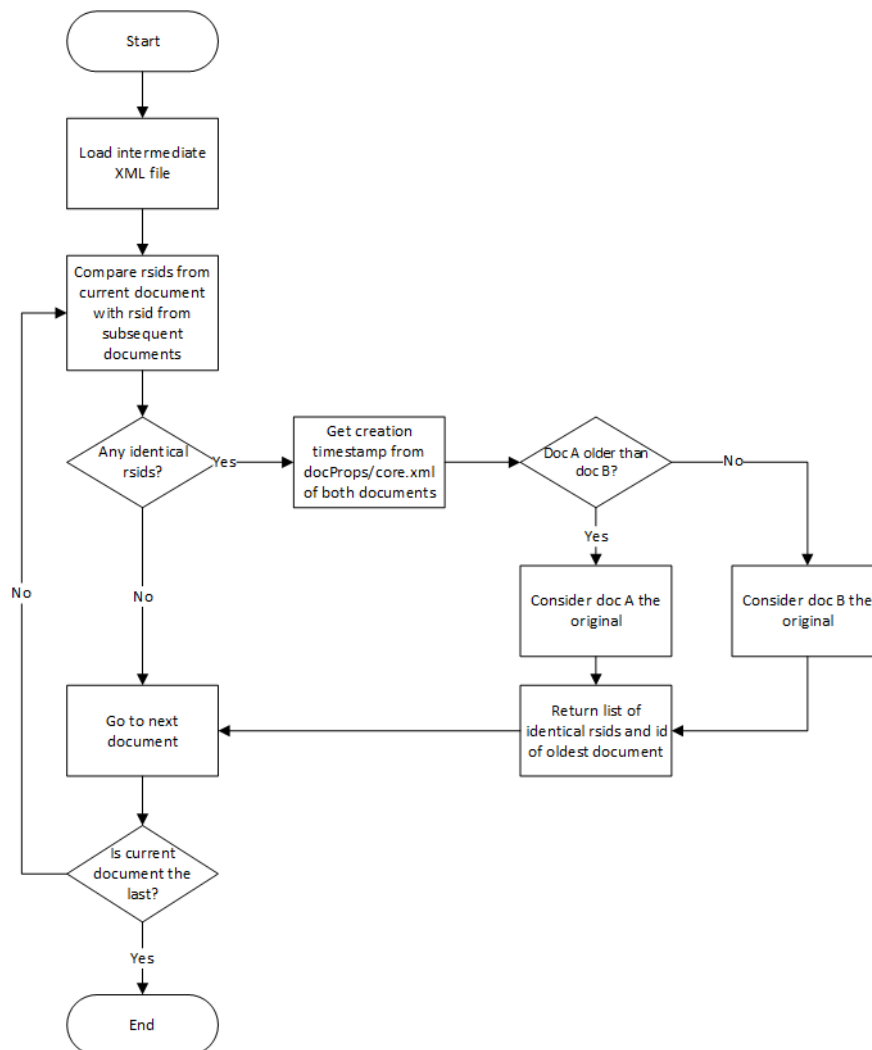 Start
Load intermediate
XML file
Compare rsids from
current document
with rsid from
subsequent
documents
Any identical
rsids?
Yes
Get creation
timestamp from
docProps/core.xml
of both documents
Doc A older than
doc B?
No
Yes
No
No
Consider doc A the
original
Consider doc B the
original
Go to next
document
Return list of
identical rsids and id
of oldest document
Is current
document the
last?
Yes
End